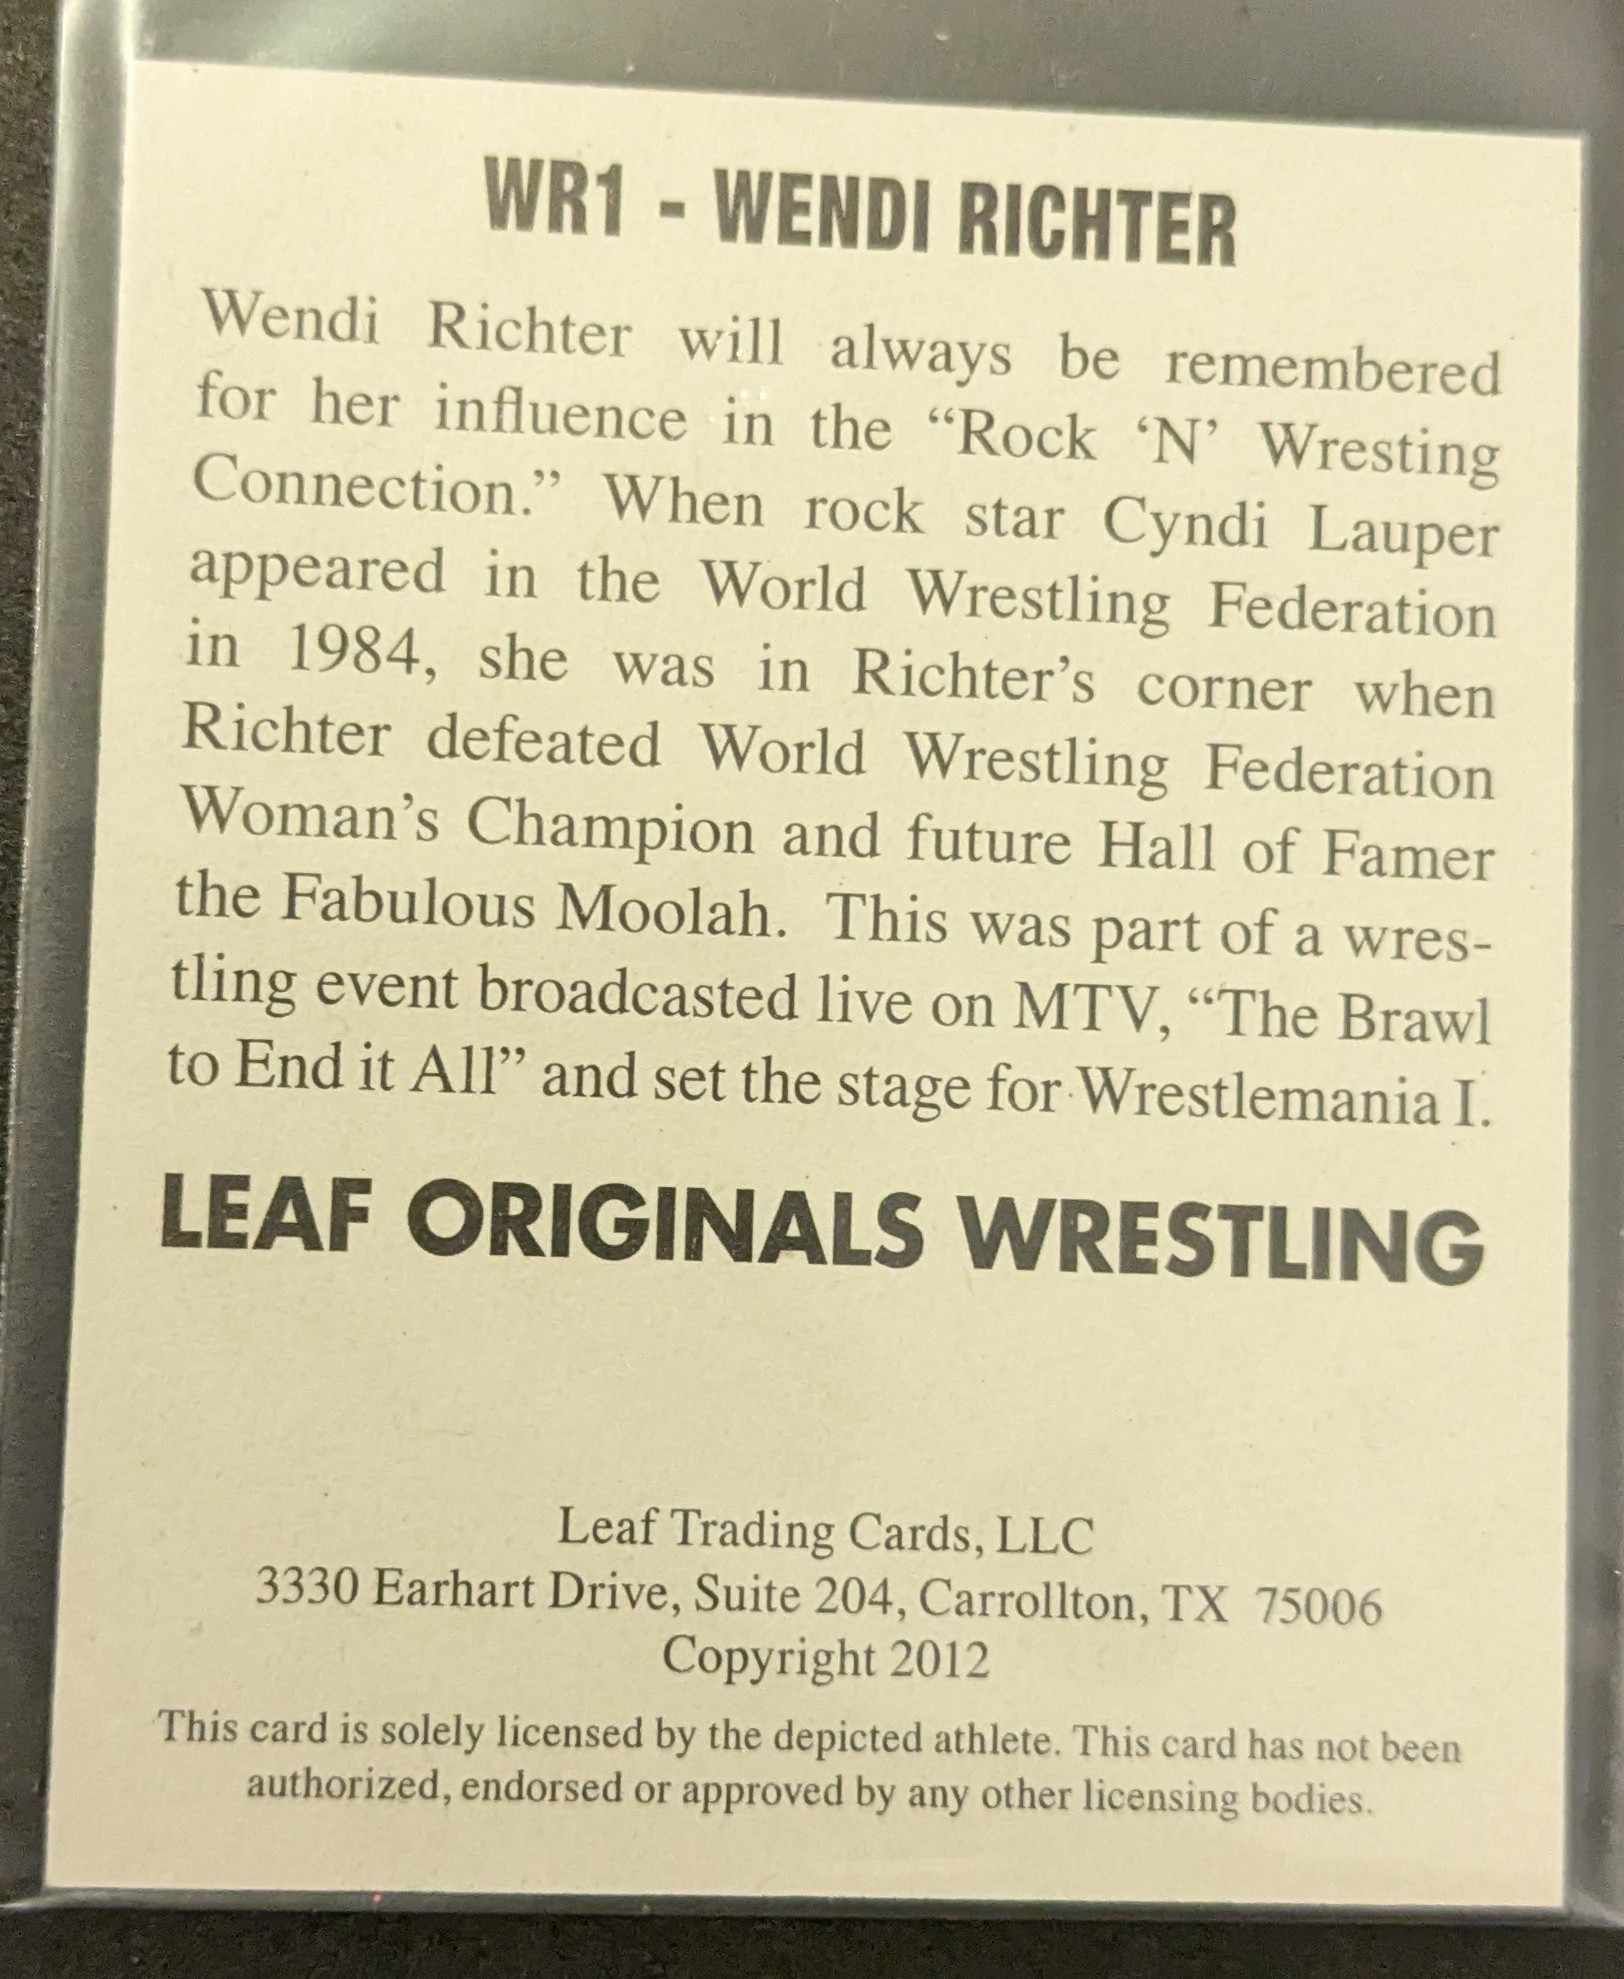 WR1 - WENDI RICHTER
Wendi Richter will always be remembered
for her influence in the “Rock ‘N’ Wresting
Connection.” When rock star Cyndi Lauper
appeared in the World Wrestling Federation
in 1984, she was in Richter’s corner when
Richter defeated World Wrestling Federation
Woman’s Champion and future Hall of Famer
the Fabulous Moolah. This was part of a wres-
tling event broadcasted live on MTV, “The Brawl
to End it All” and set the stage for Wrestlemania I.
LEAF ORIGINALS WRESTLING
Leaf Trading Cards, LLC
3330 Earhart Drive, Suite 204, Carrollton, TX 75006
Copyright 2012
This card is solely licensed by the depicted athlete. This card has not been
authorized, endorsed or approved by any other licensing bodies.